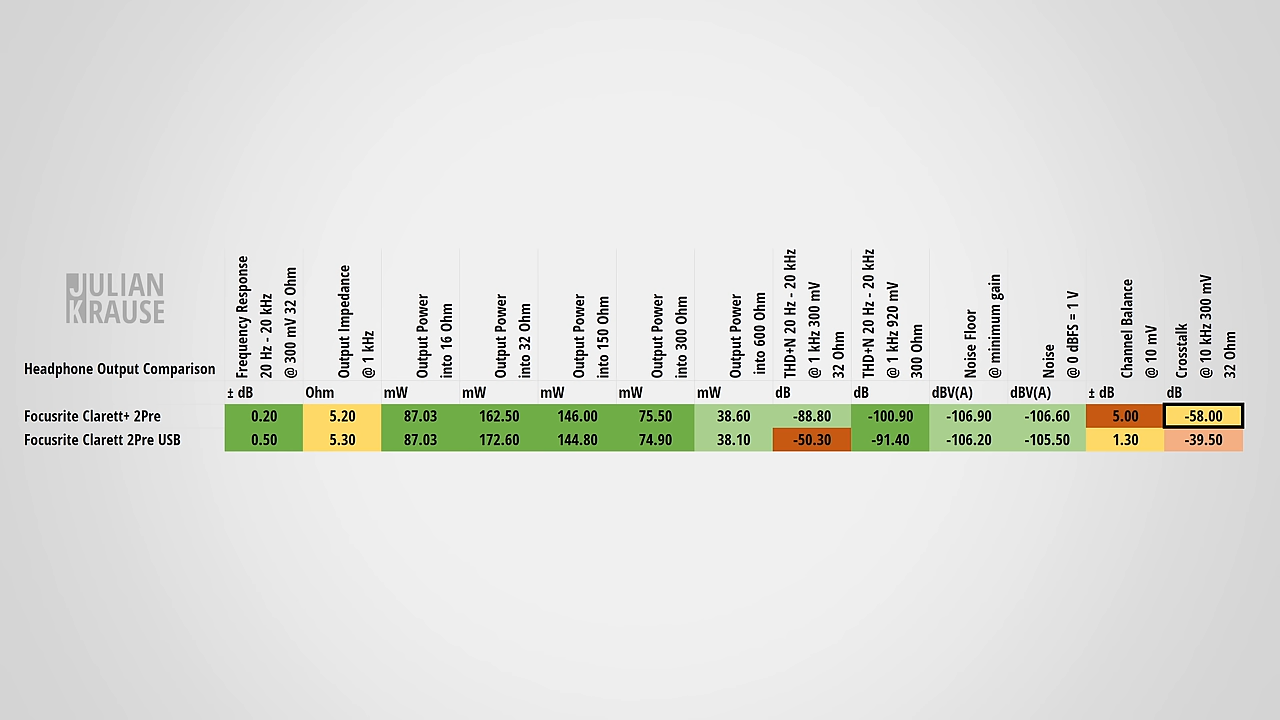 JULIAN
KRAUSE
Headphone Output Comparison
Frequency Response
20 Hz - 20 kHz
@ 300 mV 32 Ohm
Output Impedance
@ 1 kHz
Output Power
into 16 Ohm
Output Power
into 32 Ohm
Output Power
into 150 Ohm
Output Power
into 300 Ohm
Output Power
into 600 Ohm
THD+N 20 Hz - 20 kHz
@ 1 kHz 300 mV
32 Ohm
THD+N 20 Hz - 20 kHz
@ 1 kHz 920 mV
300 Ohm
Noise Floor
@ minimum gain
Noise
@ 0 dBFS = 1 V
Channel Balance
@ 10 mV
Crosstalk
@ 10 kHz 300 mV
32 Ohm
± dB Ohm mW mW mW mW mW dB dB dBV(A) dBV(A) ± dB dB
Focusrite Clarett+ 2Pre 0.20 5.20 87.03 162.50 146.00 75.50 38.60 -88.80 -100.90 -106.90 -106.60 5.00 -58.00
Focusrite Clarett 2Pre USB 0.50 5.30 87.03 172.60 144.80 74.90 38.10 -50.30 -91.40 -106.20 -105.50 1.30 -39.50